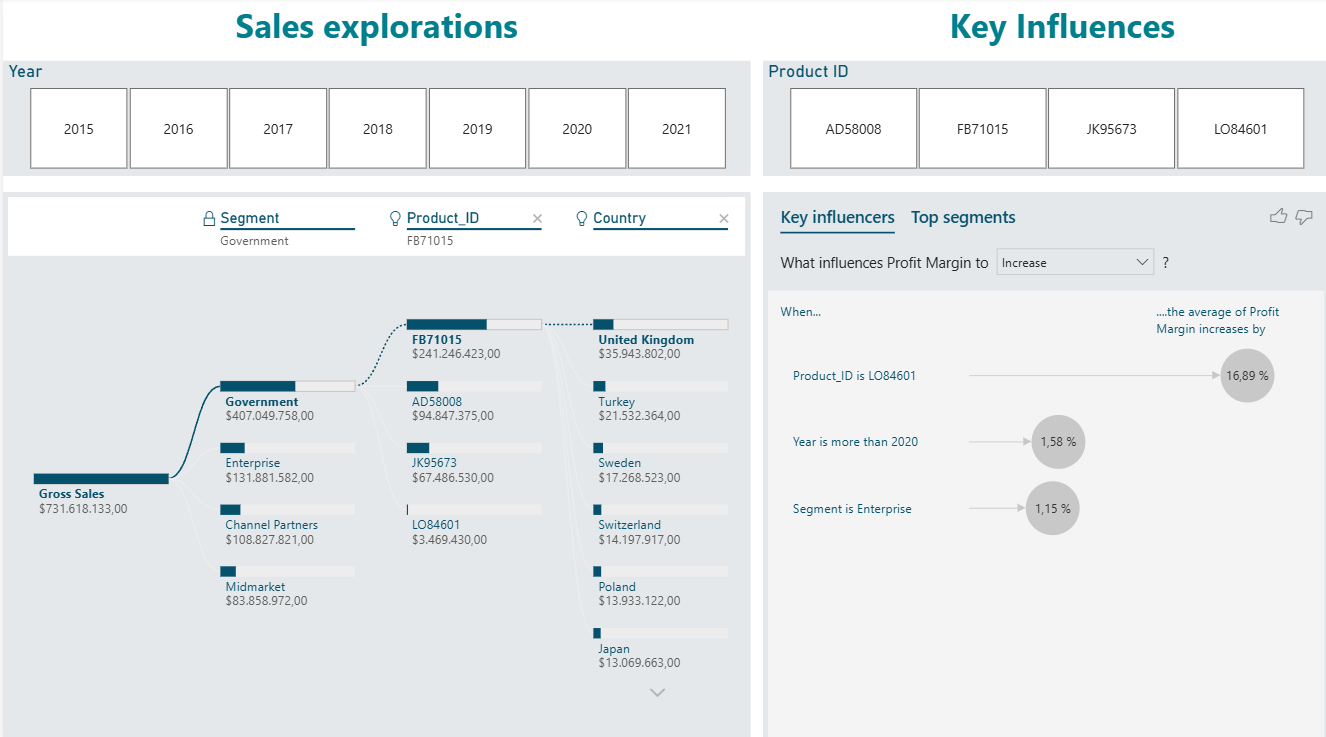 Sales explorations
Key Influences
Year
2015
2016
2017
2018
2019
2020
2021
Product ID
AD58008
FB71015
JK95673
LO84601
Segment
Government
Product_ID
FB71015
Country
Gross Sales
$731.618.133,00
Government
$407.049.758,00
Enterprise
$131.881.582,00
Channel Partners
$108.827.821,00
Midmarket
$83.858.972,00
FB71015
$241.246.423,00
AD58008
$94.847.375,00
JK95673
$67.486.530,00
LO84601
$3.469.430,00
United Kingdom
$35.943.802,00
Turkey
$21.532.364,00
Sweden
$17.268.523,00
Switzerland
$14.197.917,00
Poland
$13.933.122,00
Japan
$13.069.663,00
Key influencers
Top segments
What influences Profit Margin to
Increase
?
When...
....the average of Profit
Margin increases by
Product_ID is LO84601
16,89 %
Year is more than 2020
1,58 %
Segment is Enterprise
1,15 %